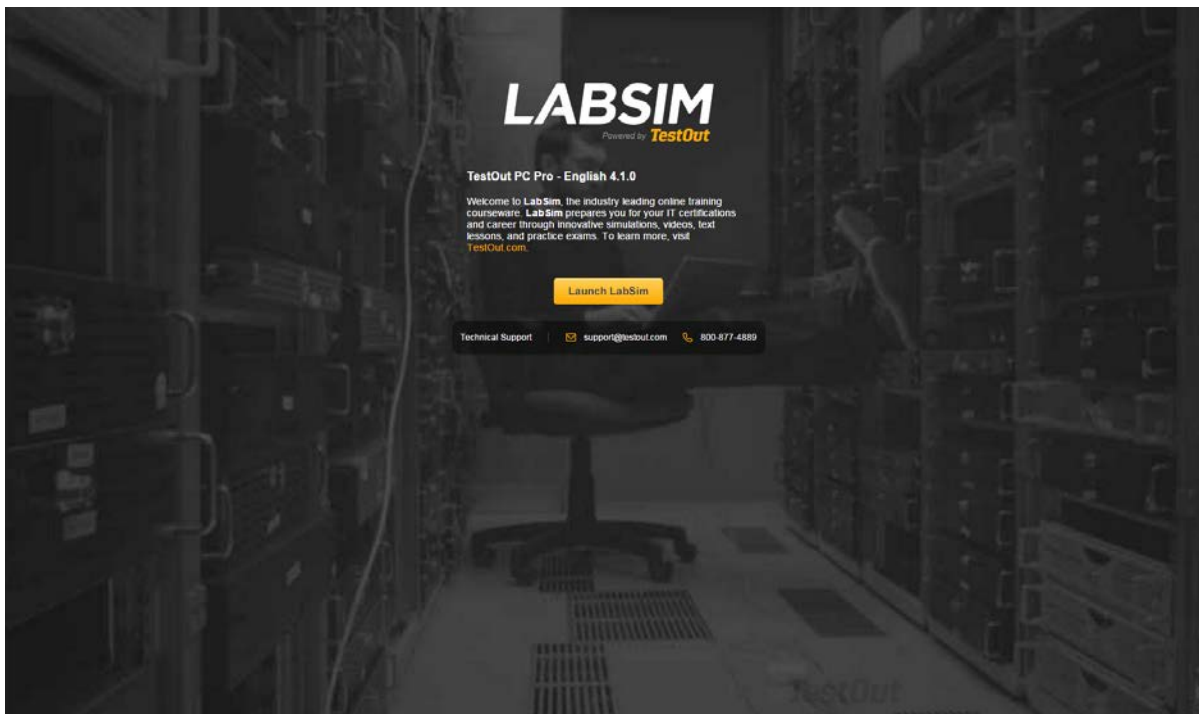 LABSIM
Powered by TestOut
TestOut PC Pro - English 4.1.0
Welcome to LabSim, the industry leading online training
courseware. LabSim prepares you for your IT certifications
and career through innovative simulations, videos, text
lessons, and practice exams. To learn more, visit
TestOut.com.
Launch LabSim
Technical Support | support@testout.com 800-877-4889
TestOut